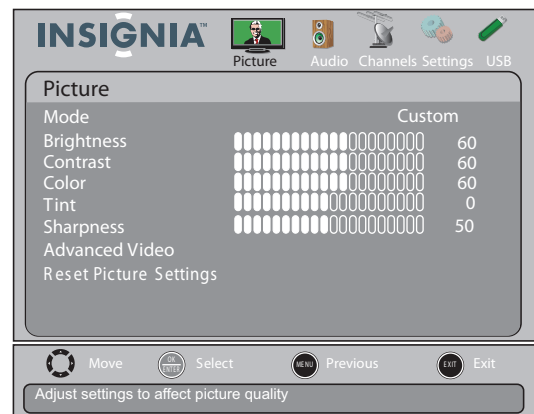 INSIGNIA™
Picture Audio Channels Settings USB
Picture
Mode Custom
Brightness 60
Contrast 60
Color 60
Tint 0
Sharpness 50
Advanced Video
Reset Picture Settings
Move OK ENTER Select MENU Previous EXIT Exit
Adjust settings to affect picture quality